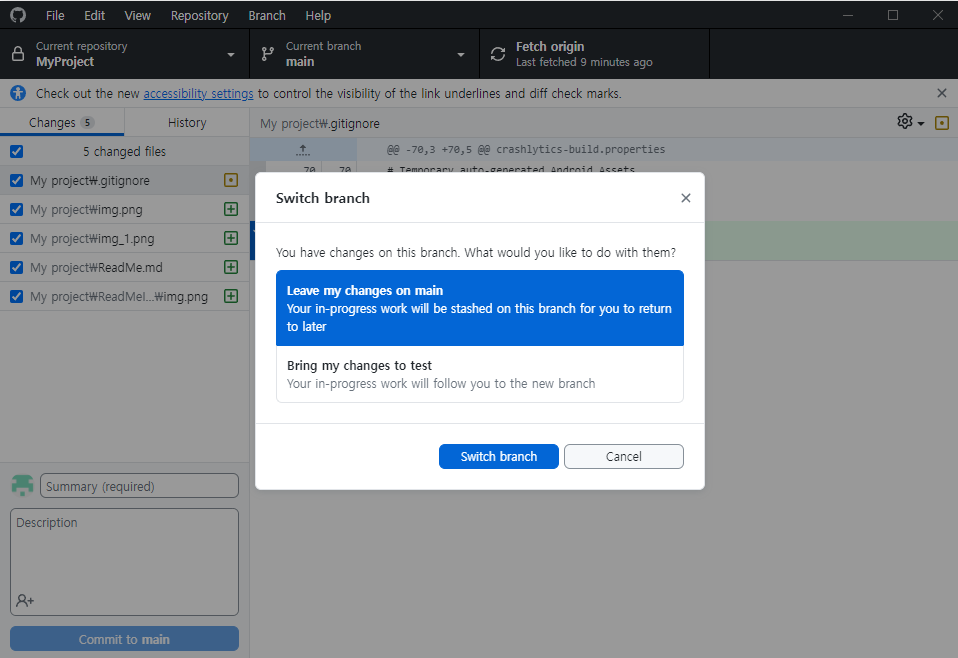 File Edit View Repository Branch Help
Current repository
MyProject
Current branch
main
Fetch origin
Last fetched 9 minutes ago
Check out the new accessibility settings to control the visibility of the link underlines and diff check marks.
Changes 5
History
My project₩.gitignore
5 changed files
@@ -70,3 +70,5 @@ crashlytics-build.properties
70 70 # Temporary auto-generated Android Assets
My project₩.gitignore
My project₩img.png
My project₩img_1.png
My project₩ReadMe.md
My project₩ReadMeI...₩img.png
Switch branch
You have changes on this branch. What would you like to do with them?
Leave my changes on main
Your in-progress work will be stashed on this branch for you to return
to later
Bring my changes to test
Your in-progress work will follow you to the new branch
Switch branch
Cancel
Summary (required)
Description
Commit to main